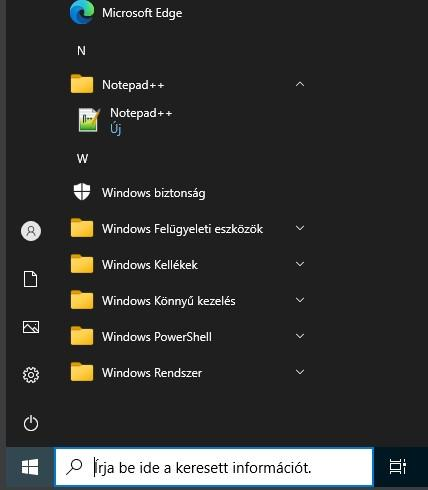 Microsoft Edge
N
Notepad++
Notepad++
Új
W
Windows biztonság
Windows Felügyeleti eszközök
Windows Kellékek
Windows Könnyű kezelés
Windows PowerShell
Windows Rendszer
Írja be ide a keresett információt.